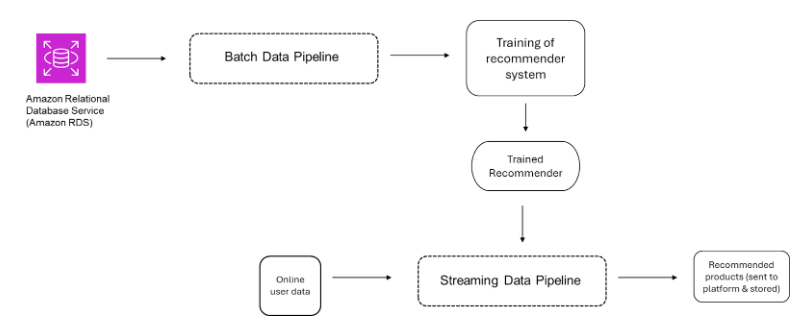 Batch Data Pipeline
Training of
recommender
system
Amazon Relational
Database Service
(Amazon RDS)
Trained
Recommender
Online
user data
Streaming Data Pipeline
Recommended
products (sent to
platform & stored)